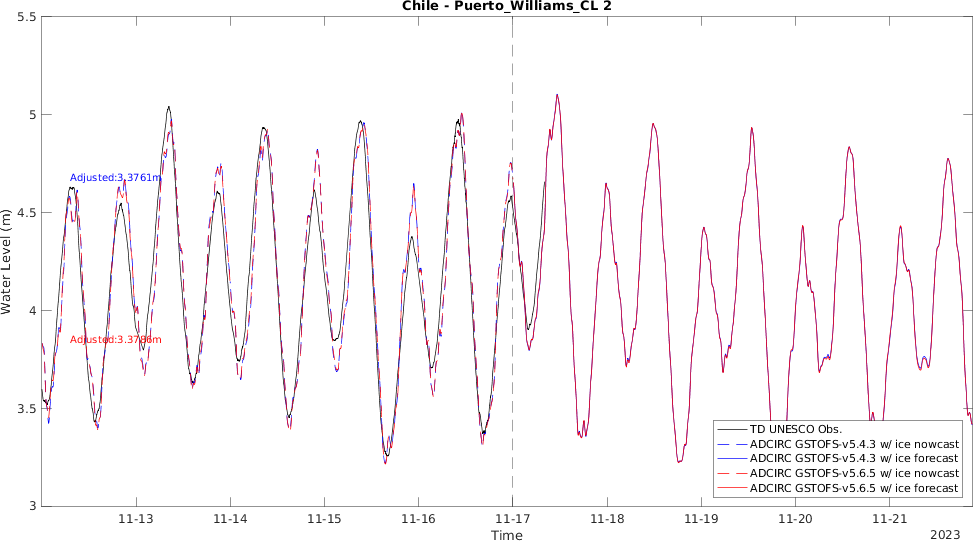 Chile - Puerto_Williams_CL 2
5.5
5
4.5
4
3.5
3
Water Level (m)
Adjusted:3.3761m
Adjusted:3.3786m
TD UNESCO Obs.
ADCIRC GSTOFS-v5.4.3 w/ ice nowcast
ADCIRC GSTOFS-v5.4.3 w/ ice forecast
ADCIRC GSTOFS-v5.6.5 w/ ice nowcast
ADCIRC GSTOFS-v5.6.5 w/ ice forecast
11-13 11-14 11-15 11-16 11-17 11-18 11-19 11-20 11-21
Time
2023